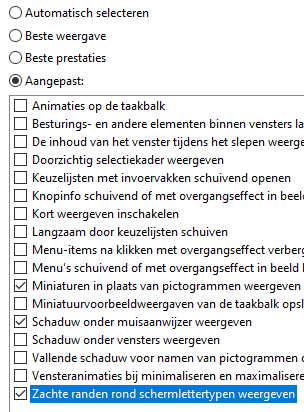 Automatisch selecteren
Beste weergave
Beste prestaties
Aangepast:
Animaties op de taakbalk
Besturings- en andere elementen binnen vensters la
De inhoud van het venster tijdens het slepen weerge
Doorzichtig selectiekader weergeven
Keuzelijsten met invoervakken schuivend openen
Knopinfo schuivend of met overgangseffect in beeld
Kort weergeven inschakelen
Langzaam door keuzelijsten schuiven
Menu-items na klikken met overgangseffect verberg
Menu's schuivend of met overgangseffect in beeld b
Miniaturen in plaats van pictogrammen weergeven
Miniatuurvoorbeeldweergaven van de taakbalk opsl
Schaduw onder muisaanwijzer weergeven
Schaduw onder vensters weergeven
Vallende schaduw voor namen van pictogrammen o
Vensteranimaties bij minimaliseren en maximalisere
Zachte randen rond schermlettertypen weergeven